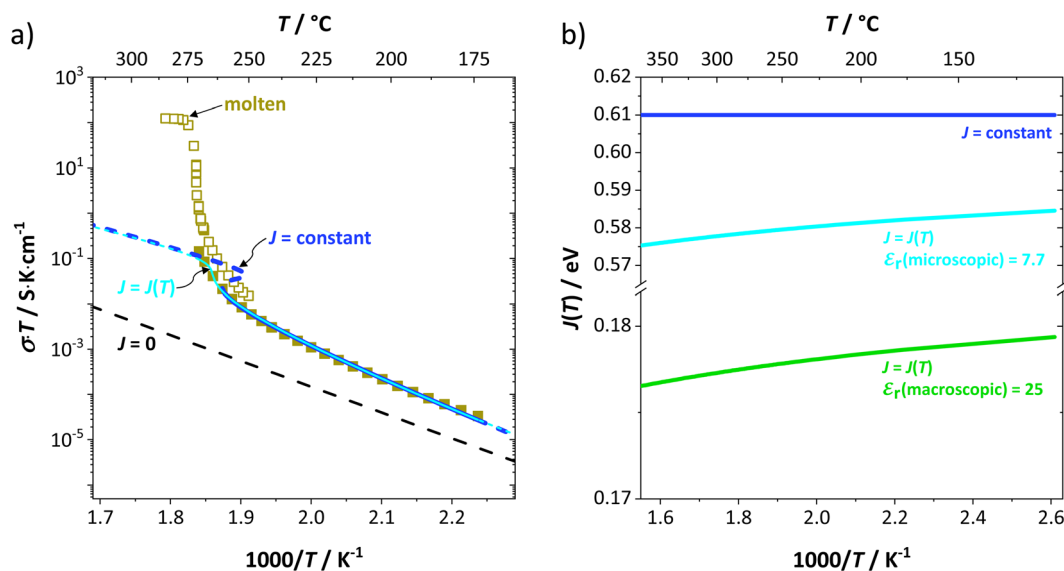 a)
T / °C
300 275 250 225 200 175
10³
10¹
10⁻¹
10⁻³
10⁻⁵
σ·T / S·K·cm⁻¹
molten
J = constant
J = J(T)
J = 0
1.7 1.8 1.9 2.0 2.1 2.2
1000/T / K⁻¹
b)
T / °C
350 300 250 200 150
0.62
0.61
0.60
0.59
0.58
0.57
0.18
0.17
J(T) / eV
J = constant
J = J(T)
Ɛr(microscopic) = 7.7
J = J(T)
Ɛr(macroscopic) = 25
1.6 1.8 2.0 2.2 2.4 2.6
1000/T / K⁻¹